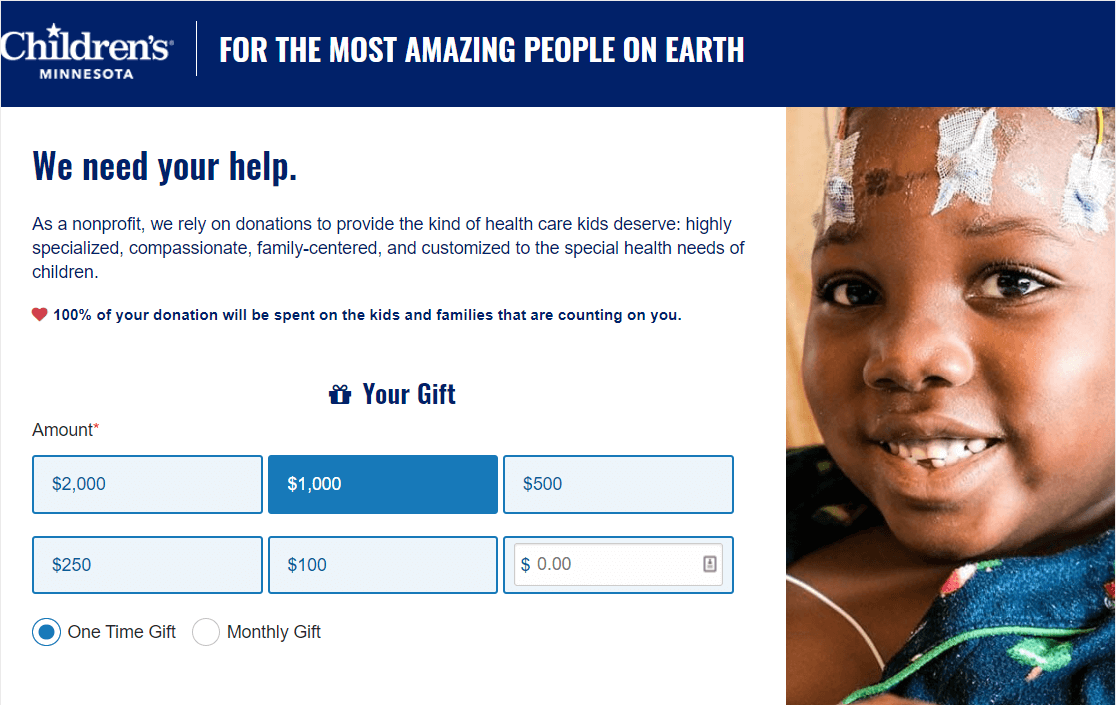 Children's®
MINNESOTA
FOR THE MOST AMAZING PEOPLE ON EARTH
We need your help.
As a nonprofit, we rely on donations to provide the kind of health care kids deserve: highly
specialized, compassionate, family-centered, and customized to the special health needs of
children.
100% of your donation will be spent on the kids and families that are counting on you.
Your Gift
Amount*
$2,000
$1,000
$500
$250
$100
$ 0.00
One Time Gift Monthly Gift